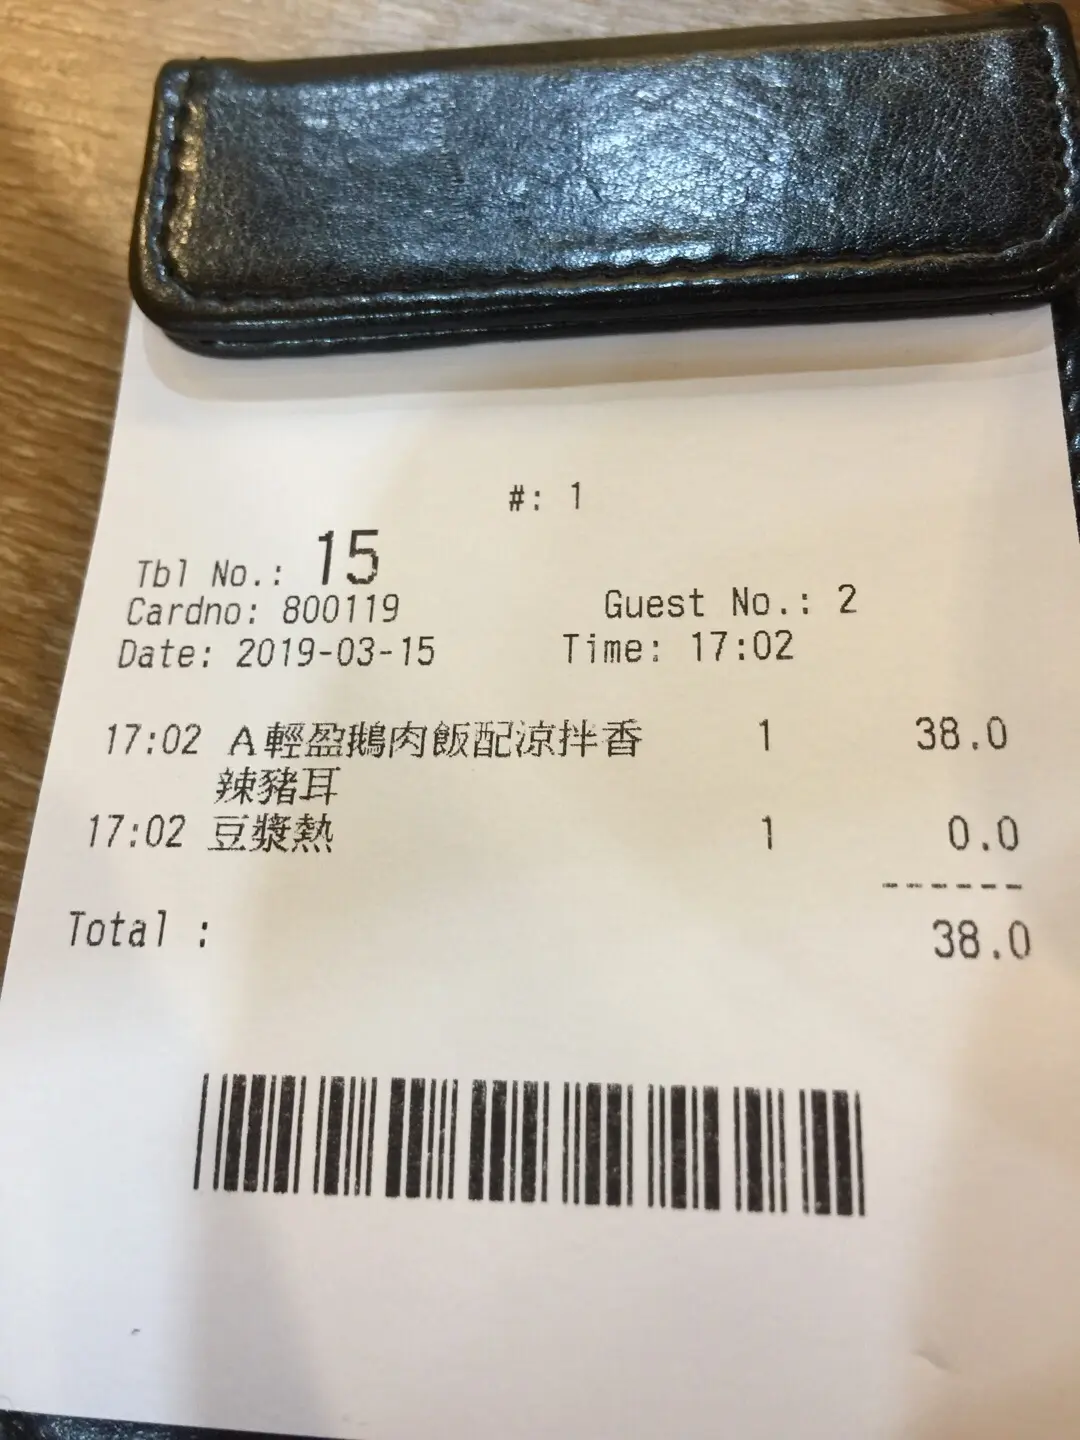 #: 1
Tbl No.: 15
Cardno: 800119 Guest No.: 2
Date: 2019-03-15 Time: 17:02
17:02 A輕盈鵝肉飯配涼拌香 1 38.0
辣豬耳
17:02 豆漿熱 1 0.0
------
Total : 38.0